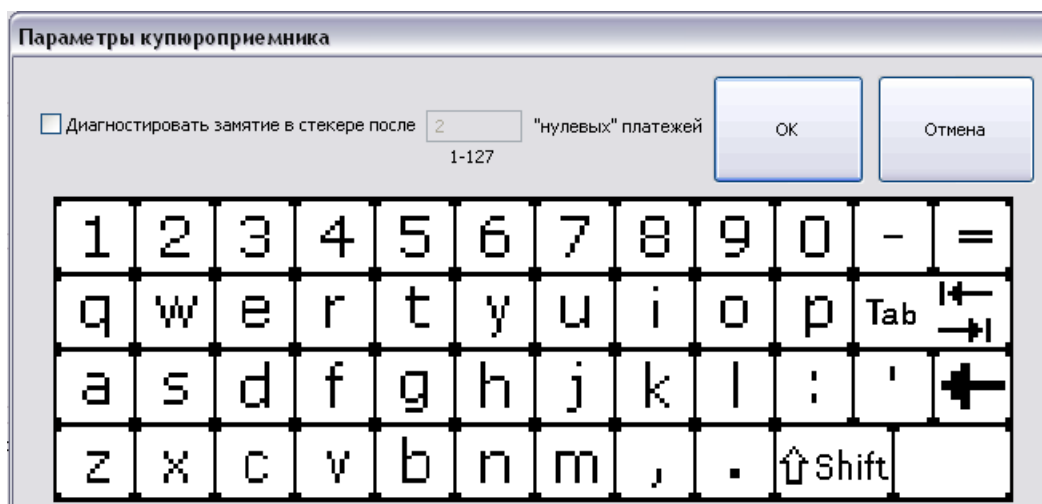 Параметры купюроприемника
Диагностировать замятие в стекере после 2 "нулевых" платежей
1-127
OK
Отмена
1 2 3 4 5 6 7 8 9 0 - =
q w e r t y u i o p Tab
a s d f g h j k l : '
z x c v b n m , . Shift